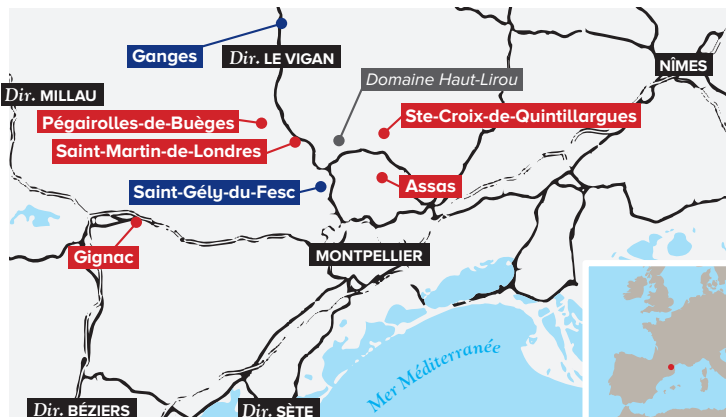 Ganges
Dir. LE VIGAN
NÎMES
Domaine Haut-Lirou
Dir. MILLAU
Pégairolles-de-Buèges
Ste-Croix-de-Quintillargues
Saint-Martin-de-Londres
Saint-Gély-du-Fesc
Assas
Gignac
MONTPELLIER
Mer Méditerranée
Dir. BÉZIERS
Dir. SÈTE